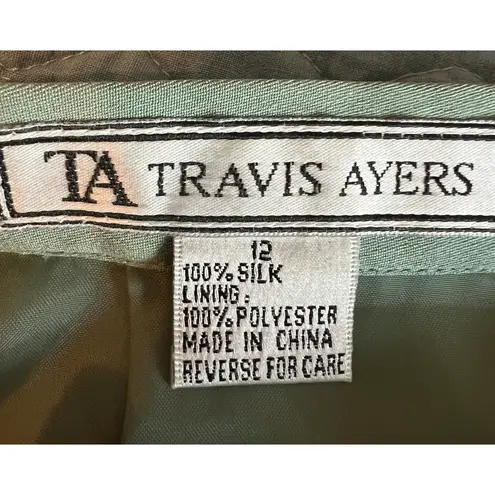 TA TRAVIS AYERS
12
100% SILK
LINING:
100% POLYESTER
MADE IN CHINA
REVERSE FOR CARE